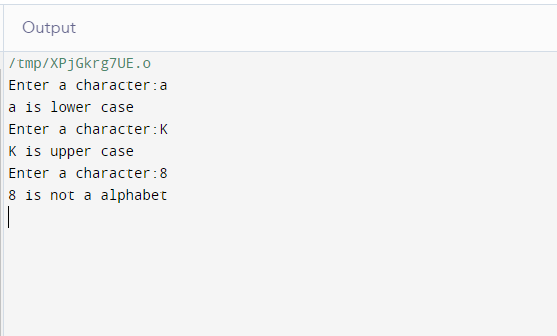 Output
/tmp/XPjGkrg7UE.o
Enter a character:a
a is lower case
Enter a character:K
K is upper case
Enter a character:8
8 is not a alphabet